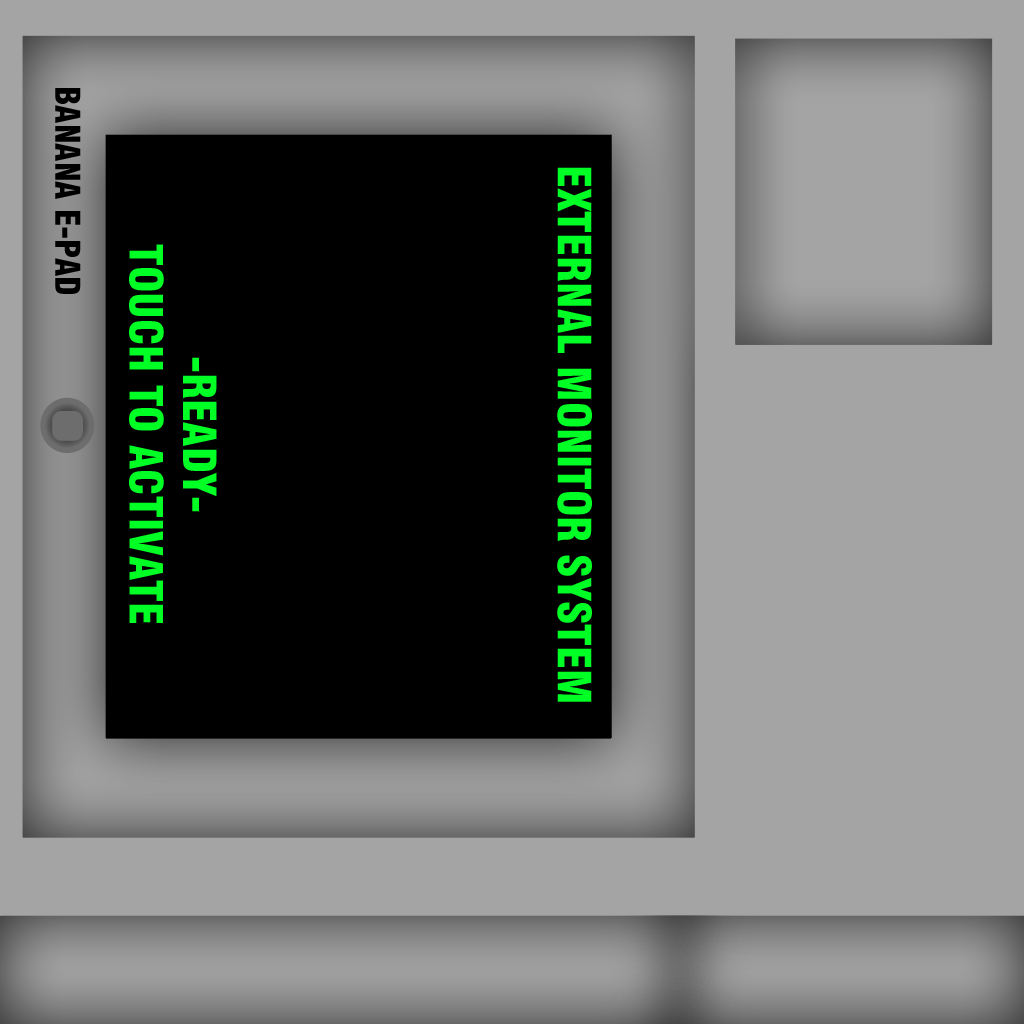 EXTERNAL MONITOR SYSTEM
-READY-
TOUCH TO ACTIVATE
BANANA E-PAD